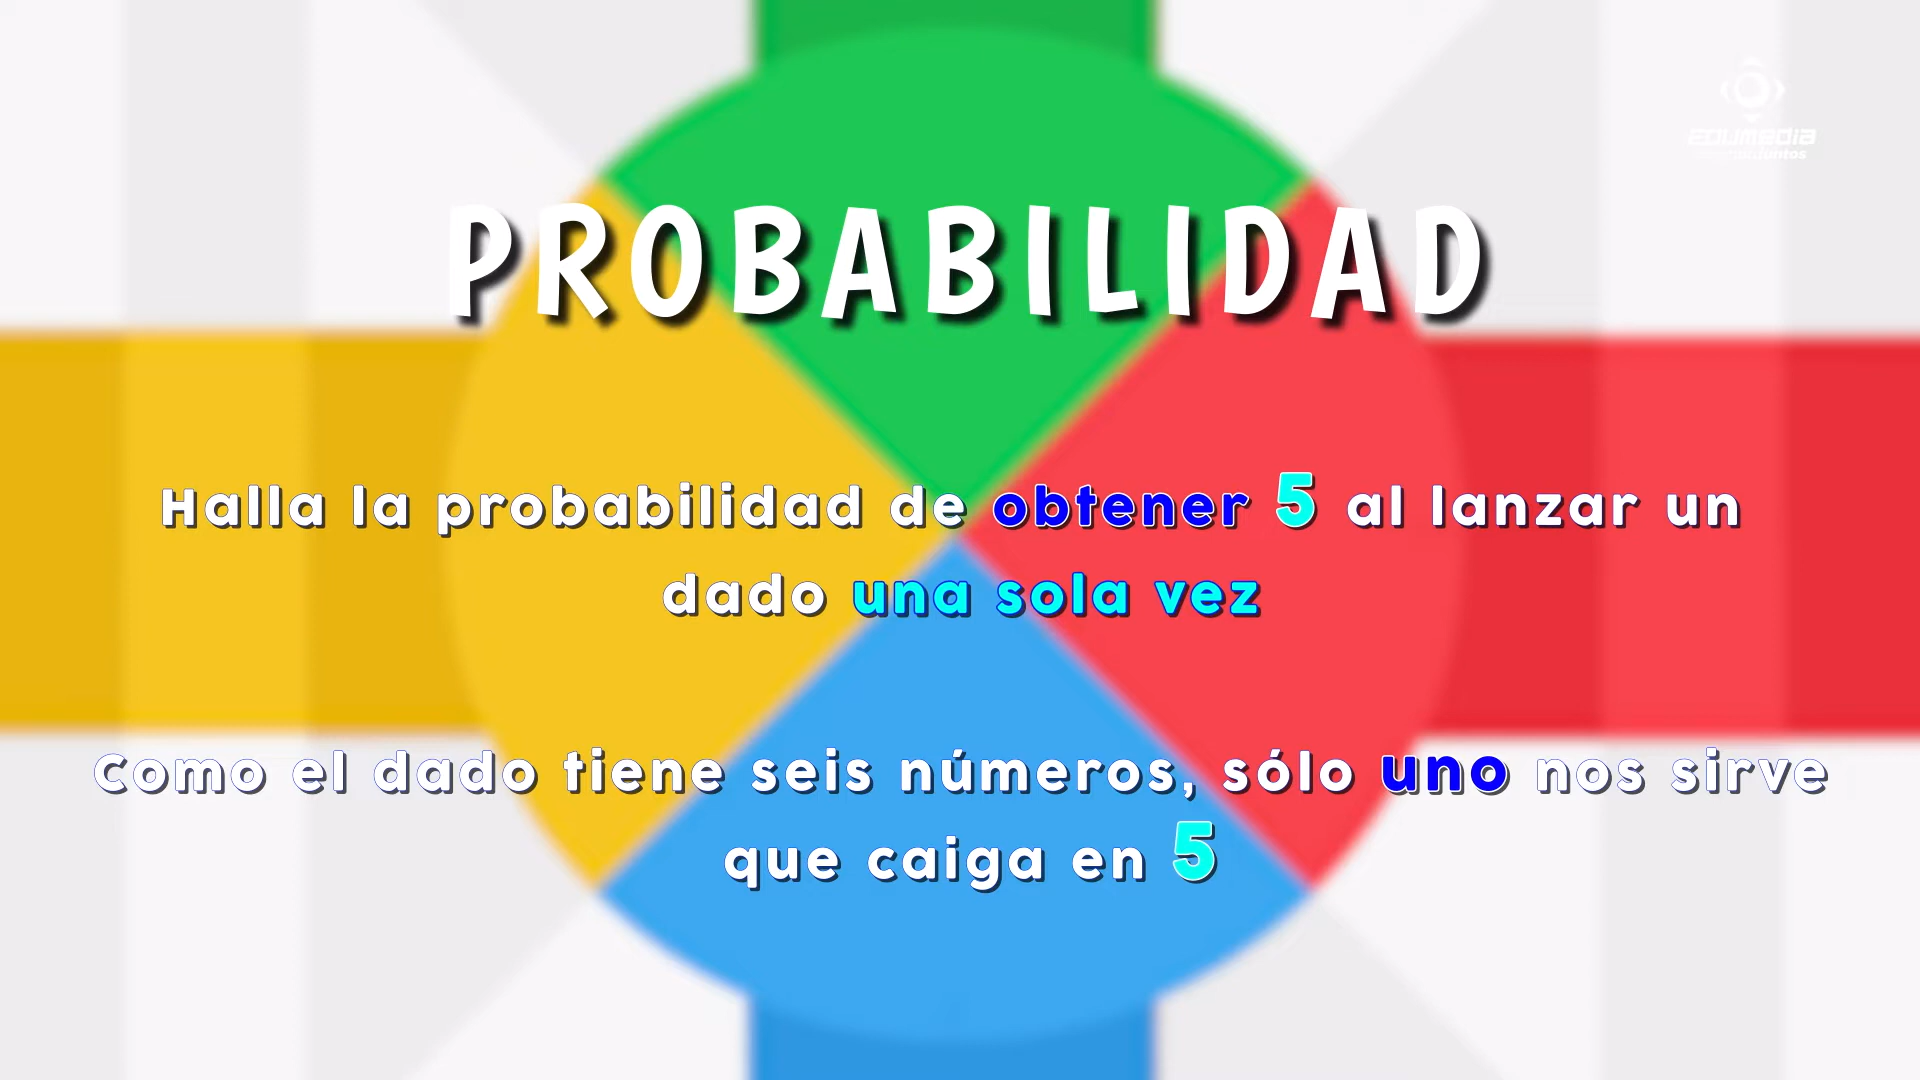 EDUMEDIA
PROBABILIDAD
Halla la probabilidad de obtener 5 al lanzar un
dado una sola vez
Como el dado tiene seis números, sólo uno nos sirve
que caiga en 5